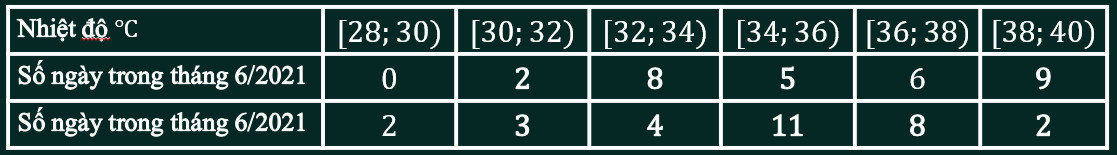 Nhiệt độ °C [28; 30) [30; 32) [32; 34) [34; 36) [36; 38) [38; 40)
Số ngày trong tháng 6/2021 0 2 8 5 6 9
Số ngày trong tháng 6/2021 2 3 4 11 8 2